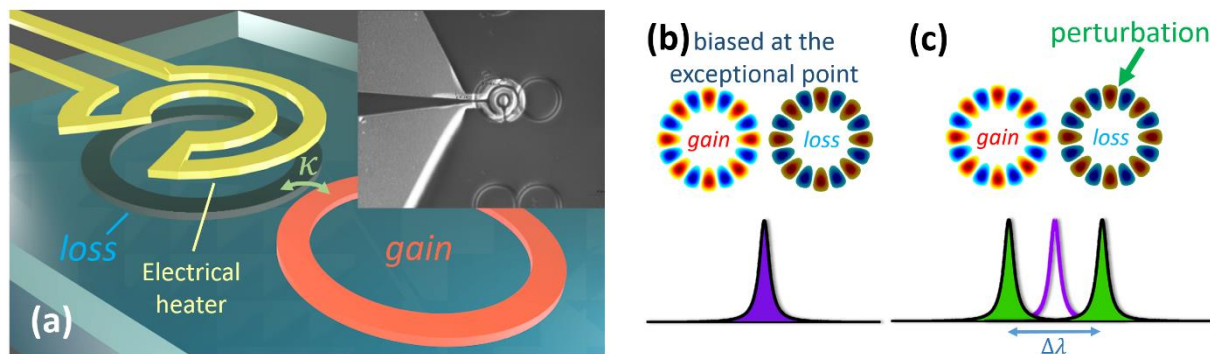 κ
loss
gain
Electrical
heater
(a)
(b) biased at the
exceptional point
gain
loss
(c)
perturbation
gain
loss
Δλ